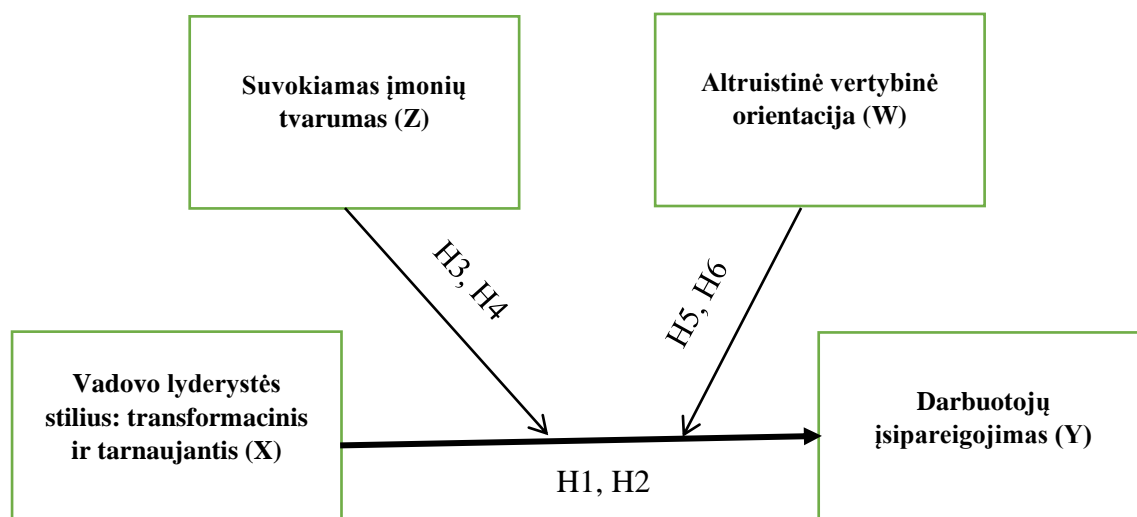 Suvokiamas įmonių
tvarumas (Z)
Altruistinė vertybinė
orientacija (W)
H3, H4
H5, H6
Vadovo lyderystės
stilius: transformacinis
ir tarnaujantis (X)
H1, H2
Darbuotojų
įsipareigojimas (Y)